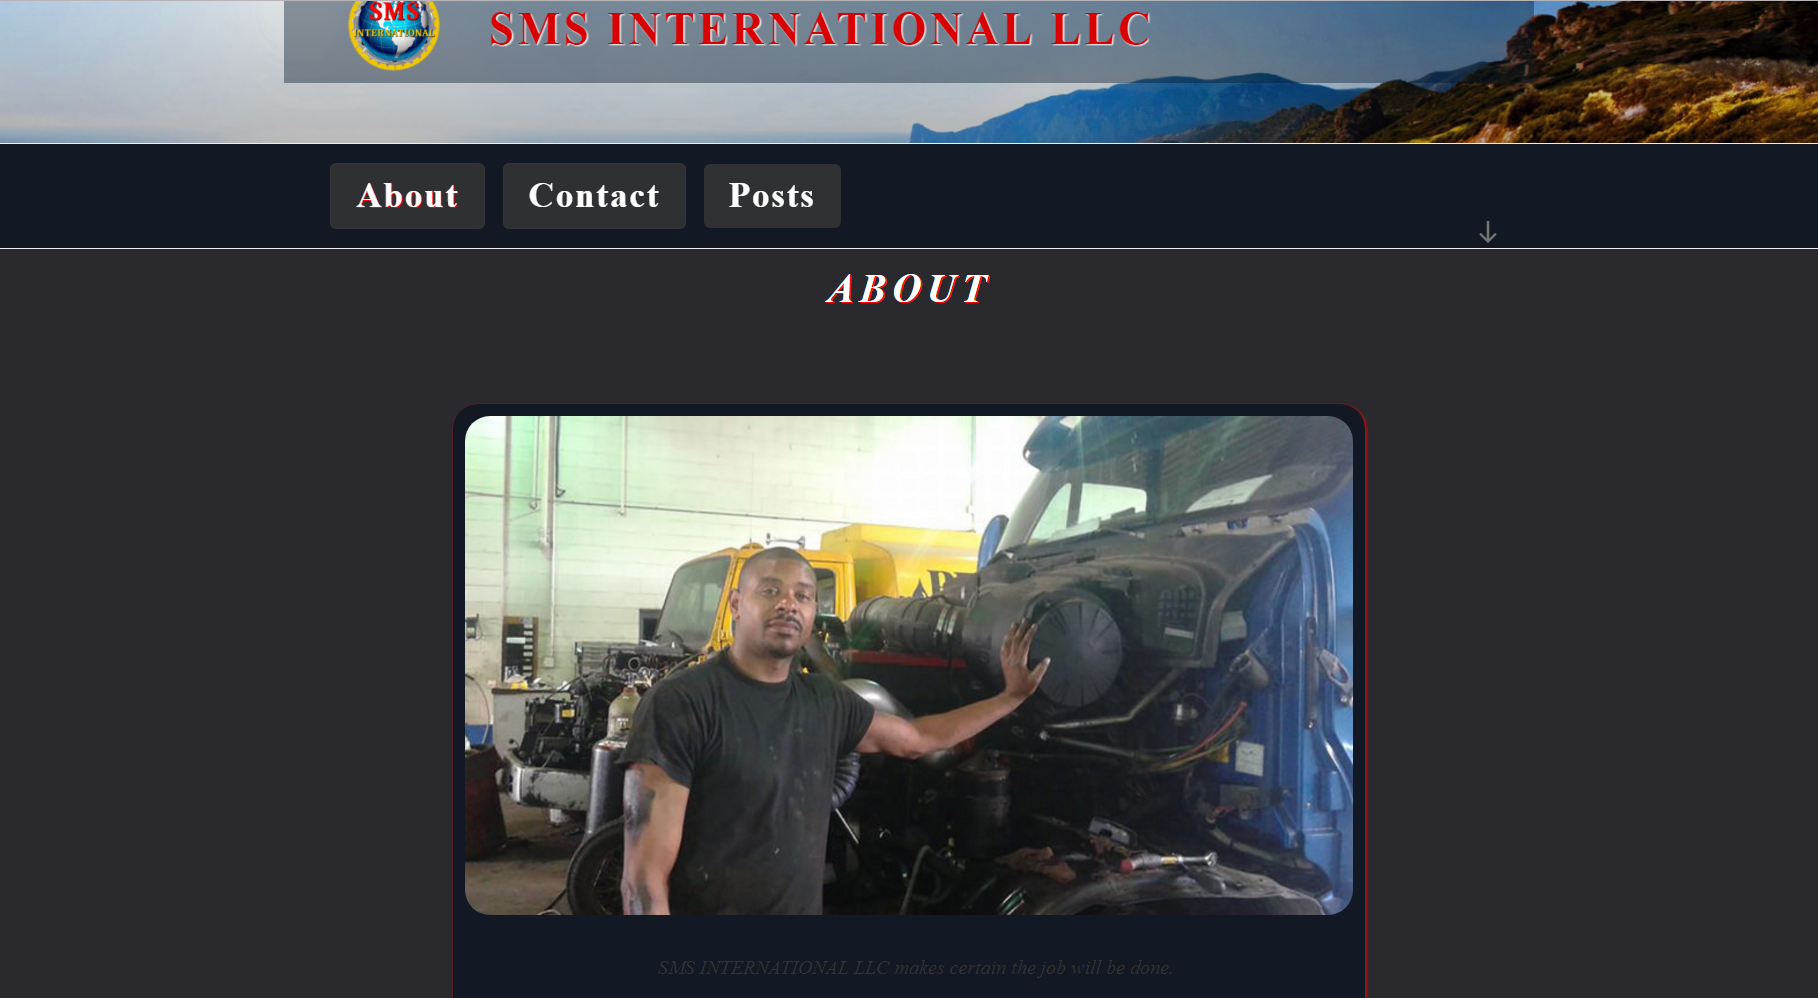 SMS
INTERNATIONAL
SMS INTERNATIONAL LLC
About
Contact
Posts
ABOUT
SMS INTERNATIONAL LLC makes certain the job will be done.